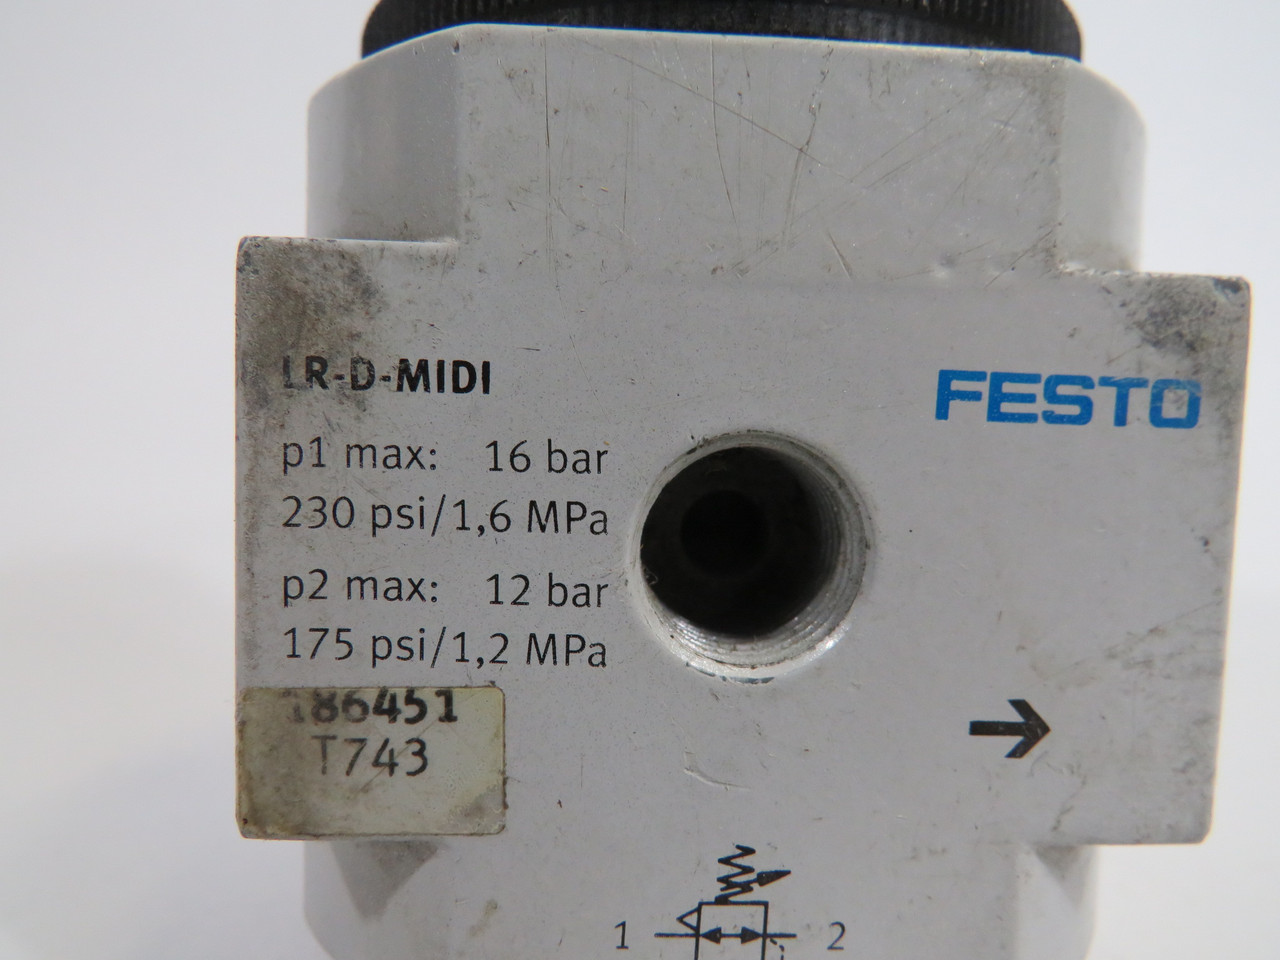 LR-D-MIDI
FESTO
p1 max: 16 bar
230 psi/1,6 MPa
p2 max: 12 bar
175 psi/1,2 MPa
186451
T743
1 2